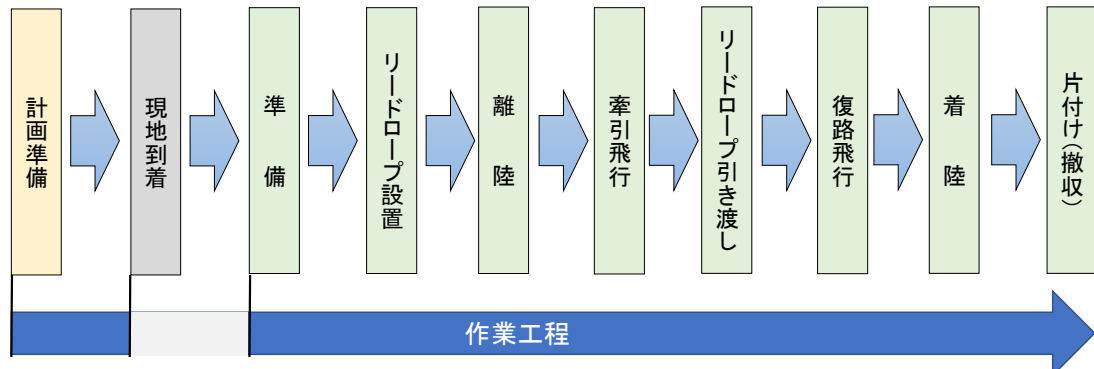 計画準備
現地到着
準備
リードロープ設置
離陸
牽引飛行
リードロープ引き渡し
復路飛行
着陸
片付け(撤収)
作業工程